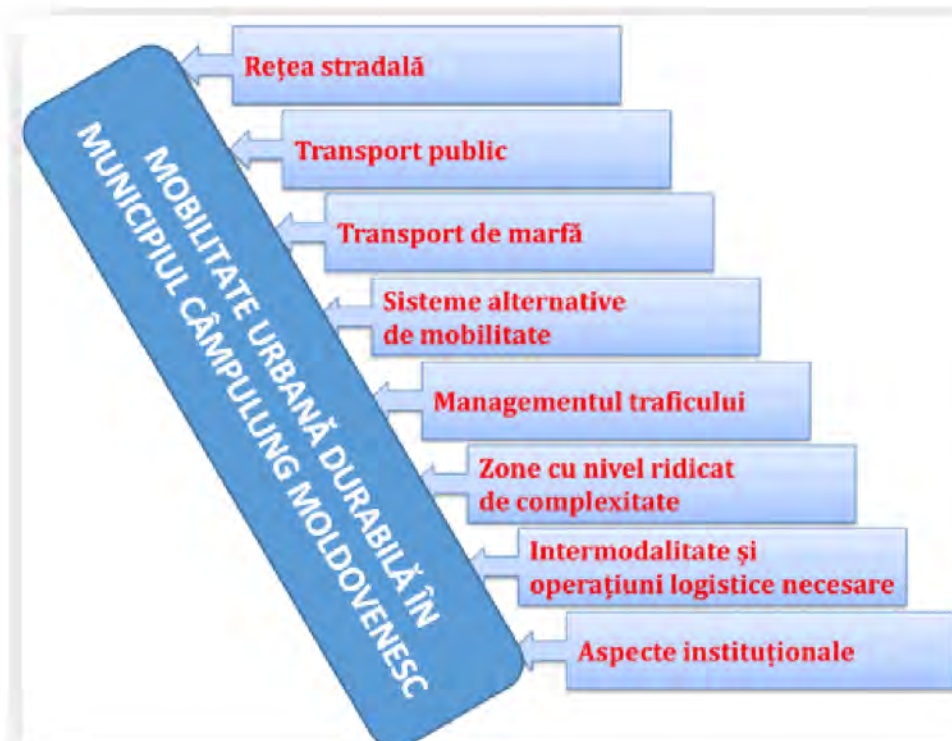 MOBILITATE URBANĂ DURABILĂ ÎN
MUNICIPIUL CÂMPULUNG MOLDOVENESC
Rețea stradală
Transport public
Transport de marfă
Sisteme alternative
de mobilitate
Managementul traficului
Zone cu nivel ridicat
de complexitate
Intermodalitate și
operațiuni logistice necesare
Aspecte instituționale